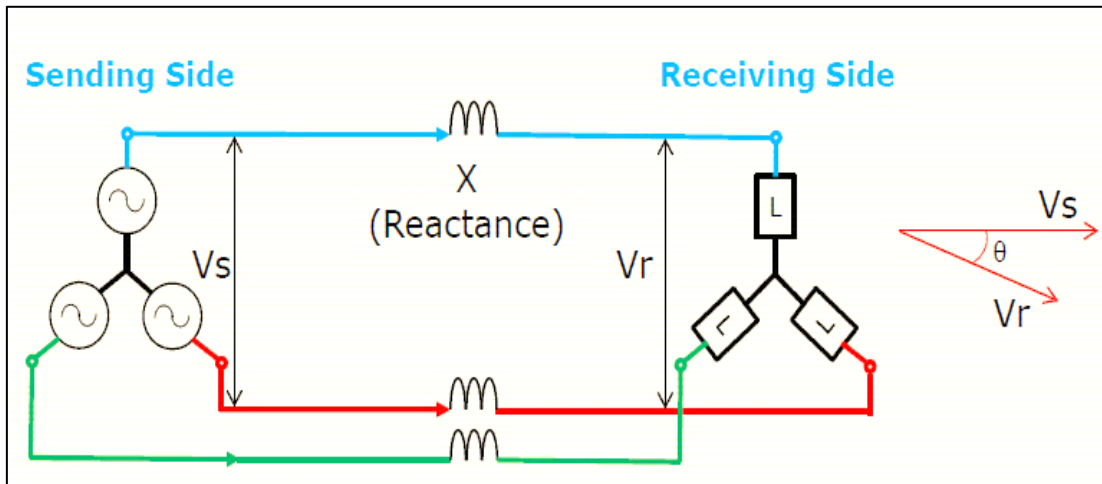 Sending Side
Receiving Side
X
(Reactance)
Vs
Vr
L
L
L
Vs
θ
Vr